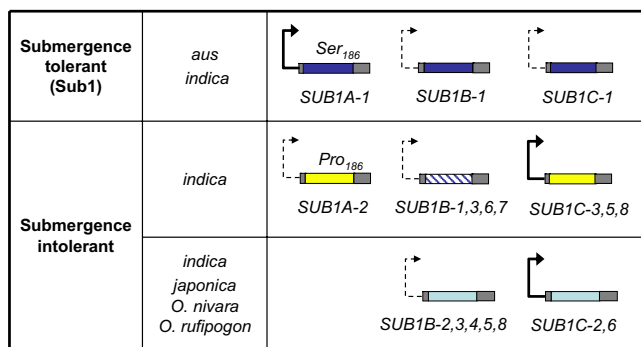 Submergence
tolerant
(Sub1)
aus
indica
Ser186
SUB1A-1
SUB1B-1
SUB1C-1
Submergence
intolerant
indica
Pro186
SUB1A-2
SUB1B-1,3,6,7
SUB1C-3,5,8
indica
japonica
O. nivara
O. rufipogon
SUB1B-2,3,4,5,8
SUB1C-2,6